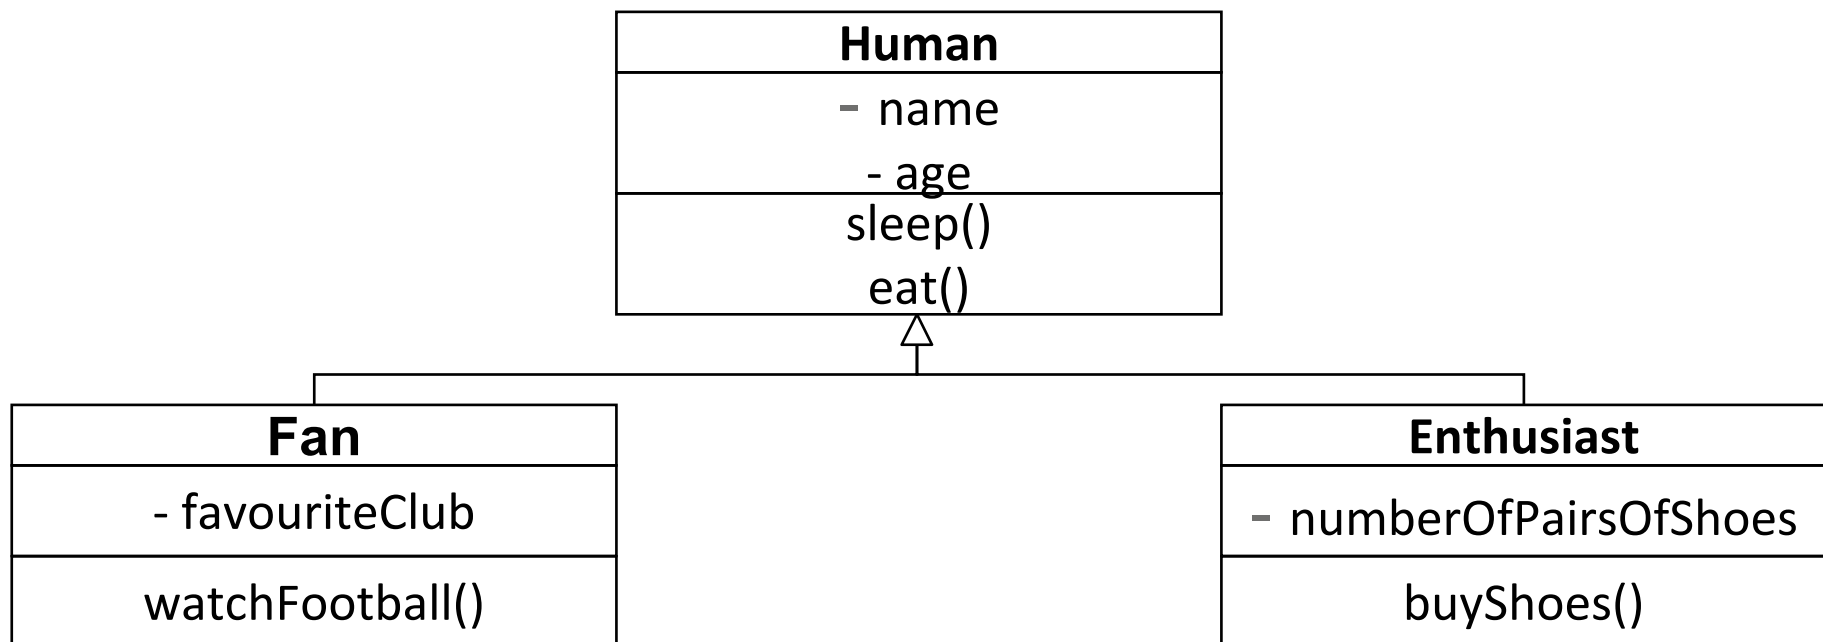 Human
- name
- age
sleep()
eat()
Fan
- favouriteClub
watchFootball()
Enthusiast
- numberOfPairsOfShoes
buyShoes()